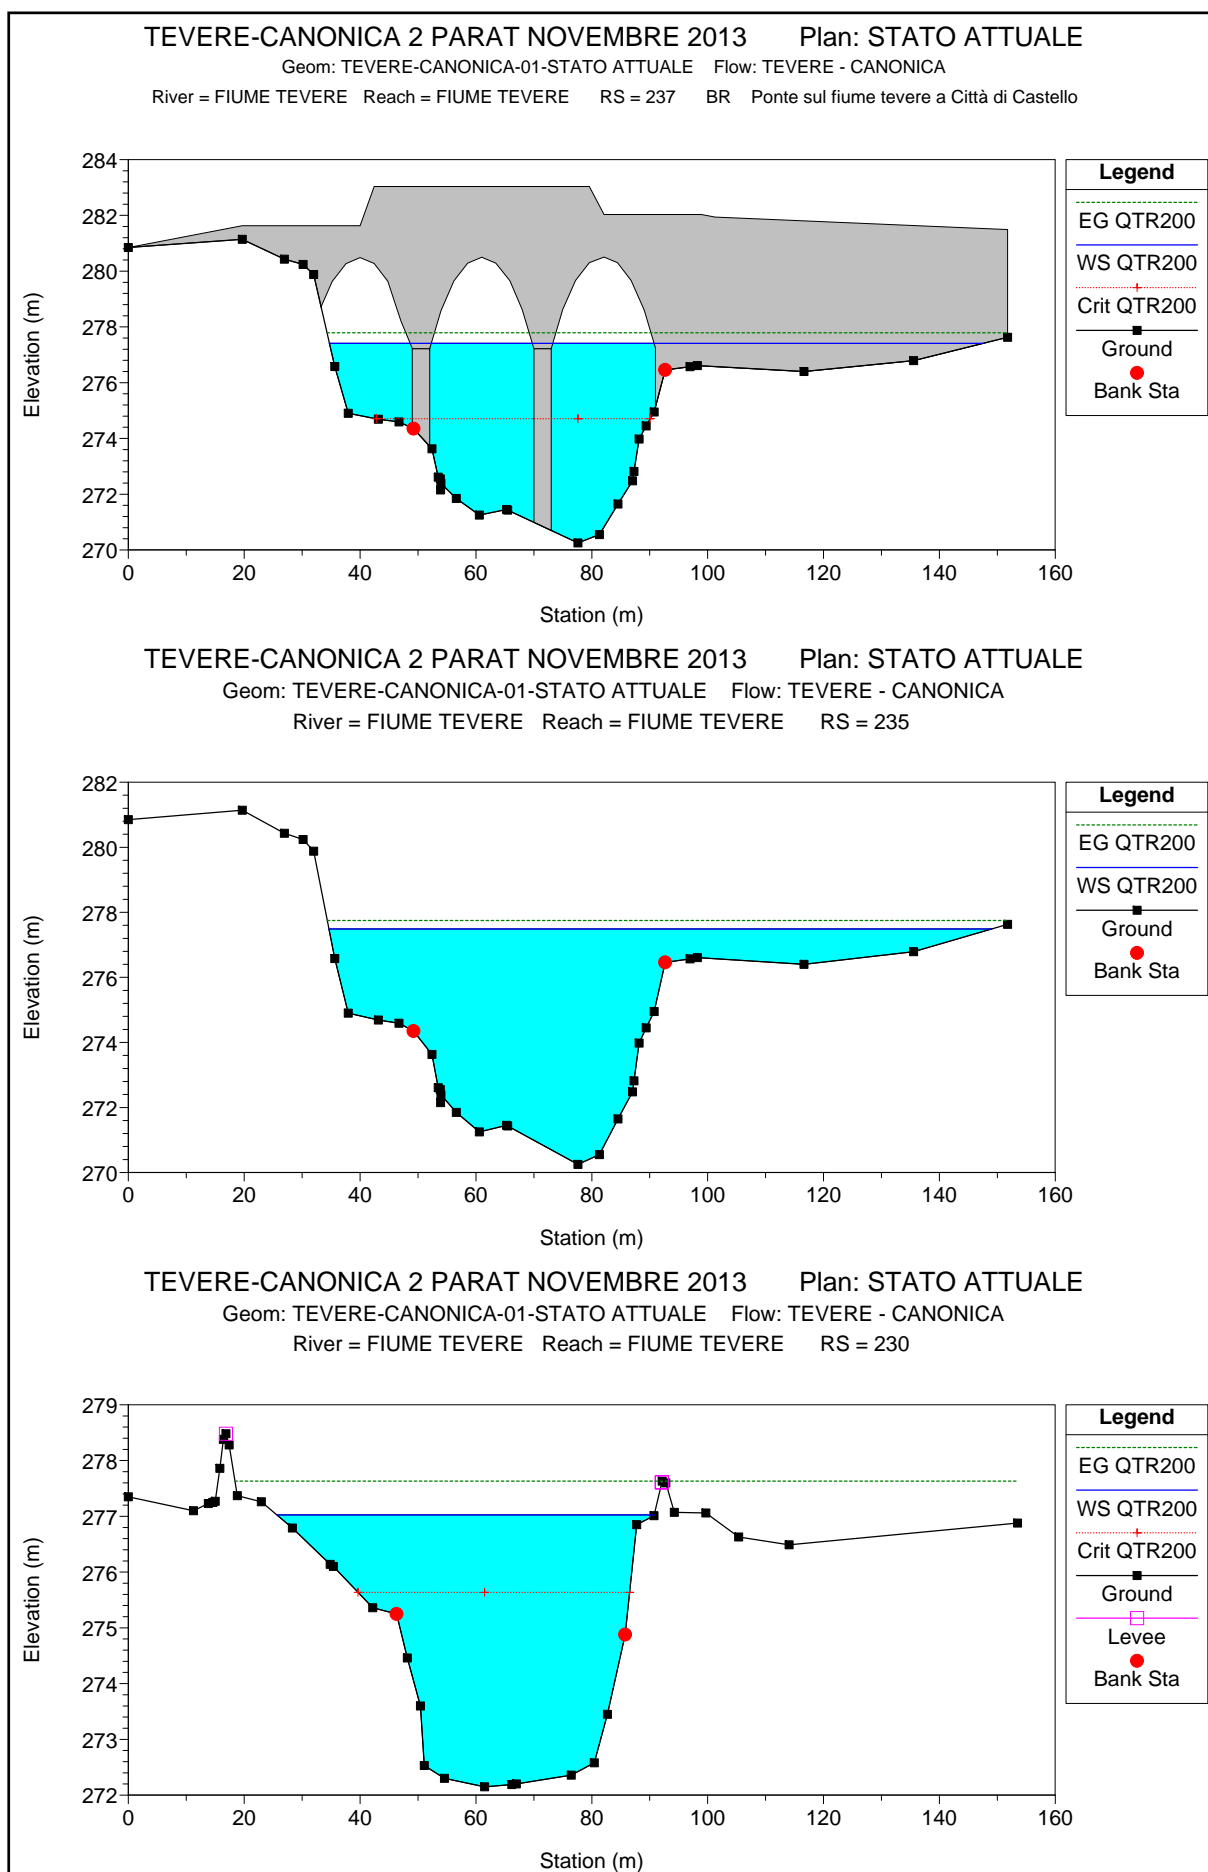 TEVERE-CANONICA 2 PARAT NOVEMBRE 2013 Plan: STATO ATTUALE
Geom: TEVERE-CANONICA-01-STATO ATTUALE Flow: TEVERE - CANONICA
River = FIUME TEVERE Reach = FIUME TEVERE RS = 237 BR Ponte sul fiume tevere a Città di Castello
284
282
280
278
276
274
272
270
Elevation (m)
0 20 40 60 80 100 120 140 160
Station (m)
Legend
EG QTR200
WS QTR200
Crit QTR200
Ground
Bank Sta
TEVERE-CANONICA 2 PARAT NOVEMBRE 2013 Plan: STATO ATTUALE
Geom: TEVERE-CANONICA-01-STATO ATTUALE Flow: TEVERE - CANONICA
River = FIUME TEVERE Reach = FIUME TEVERE RS = 235
282
280
278
276
274
272
270
Elevation (m)
0 20 40 60 80 100 120 140 160
Station (m)
Legend
EG QTR200
WS QTR200
Ground
Bank Sta
TEVERE-CANONICA 2 PARAT NOVEMBRE 2013 Plan: STATO ATTUALE
Geom: TEVERE-CANONICA-01-STATO ATTUALE Flow: TEVERE - CANONICA
River = FIUME TEVERE Reach = FIUME TEVERE RS = 230
279
278
277
276
275
274
273
272
Elevation (m)
0 20 40 60 80 100 120 140 160
Station (m)
Legend
EG QTR200
WS QTR200
Crit QTR200
Ground
Levee
Bank Sta